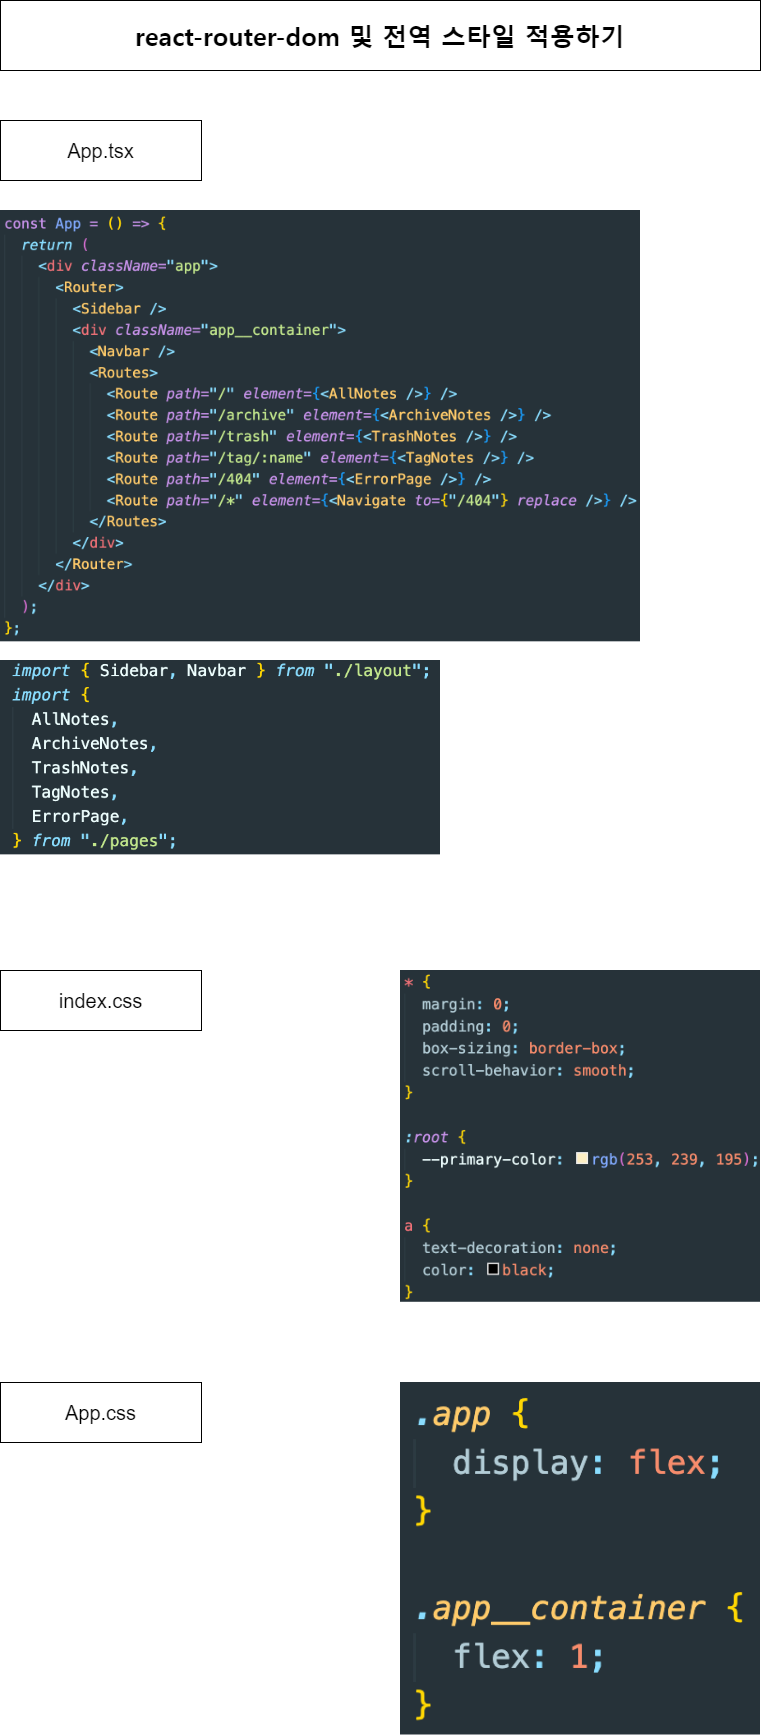 react-router-dom 및 전역 스타일 적용하기
App.tsx
const App = () => {
  return (
    <div className="app">
      <Router>
        <Sidebar />
        <div className="app__container">
          <Navbar />
          <Routes>
            <Route path="/" element={<AllNotes />} />
            <Route path="/archive" element={<ArchiveNotes />} />
            <Route path="/trash" element={<TrashNotes />} />
            <Route path="/tag/:name" element={<TagNotes />} />
            <Route path="/404" element={<ErrorPage />} />
            <Route path="/*" element={<Navigate to={"/404"} replace />} />
          </Routes>
        </div>
      </Router>
    </div>
  );
};
import { Sidebar, Navbar } from "./layout";
import {
  AllNotes,
  ArchiveNotes,
  TrashNotes,
  TagNotes,
  ErrorPage,
} from "./pages";
index.css
* {
  margin: 0;
  padding: 0;
  box-sizing: border-box;
  scroll-behavior: smooth;
}
:root {
  --primary-color: rgb(253, 239, 195);
}
a {
  text-decoration: none;
  color: black;
}
App.css
.app {
  display: flex;
}
.app__container {
  flex: 1;
}